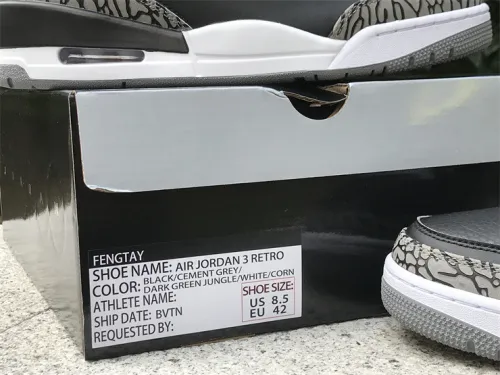 FENGTAY
SHOE NAME: AIR JORDAN 3 RETRO
COLOR: BLACK/CEMENT GREY/
DARK GREEN JUNGLE/WHITE/CORN
ATHLETE NAME:
SHIP DATE: BVTN
REQUESTED BY:
SHOE SIZE:
US 8.5
EU 42